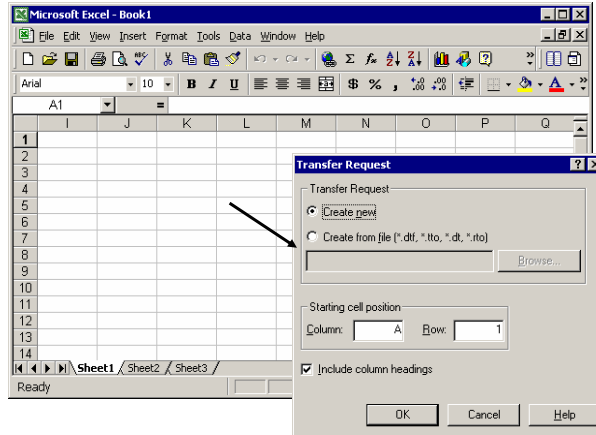 Microsoft Excel - Book1
File Edit View Insert Format Tools Data Window Help
Arial 10 B I U $ % , .00 .00 A
A1 =
I J K L M N O P Q
1
2
3
4
5
6
7
8
9
10
11
12
13
14
Sheet1 Sheet2 Sheet3
Ready
Transfer Request
Transfer Request
Create new
Create from file (*.dtf, *.tto, *.dt, *.rto)
Browse...
Starting cell position
Column: A Row: 1
Include column headings
OK Cancel Help